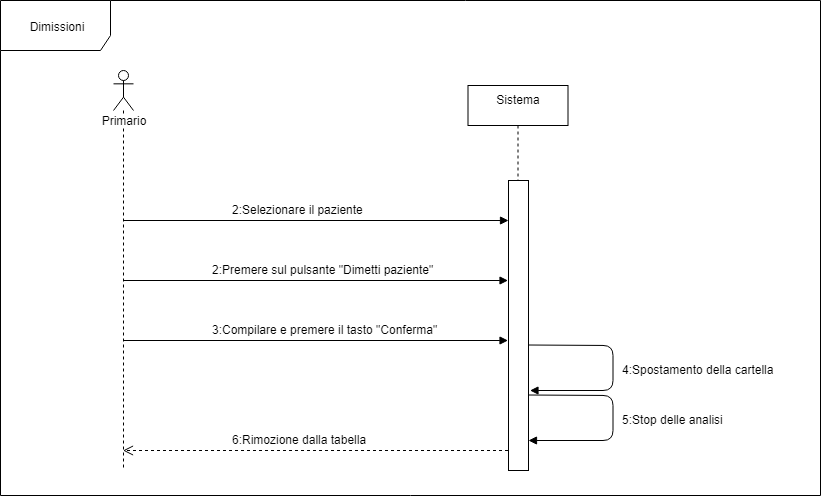 Dimissioni
Primario
Sistema
2:Selezionare il paziente
2:Premere sul pulsante "Dimetti paziente"
3:Compilare e premere il tasto "Conferma"
4:Spostamento della cartella
5:Stop delle analisi
6:Rimozione dalla tabella